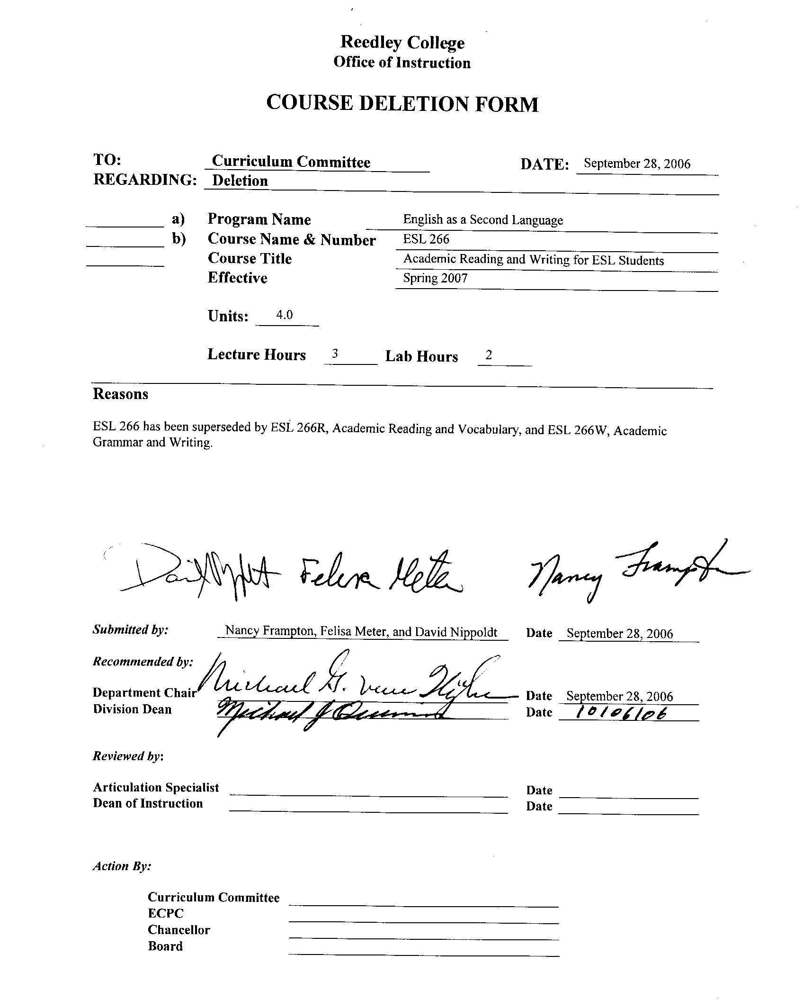 Reedley College
Office of Instruction
COURSE DELETION FORM
TO: Curriculum Committee DATE: September 28, 2006
REGARDING: Deletion
a) Program Name English as a Second Language
b) Course Name & Number ESL 266
Course Title Academic Reading and Writing for ESL Students
Effective Spring 2007
Units: 4.0
Lecture Hours 3 Lab Hours 2
Reasons
ESL 266 has been superseded by ESL 266R, Academic Reading and Vocabulary, and ESL 266W, Academic
Grammar and Writing.
Felisa Meter Nancy Frampton
Submitted by: Nancy Frampton, Felisa Meter, and David Nippoldt Date September 28, 2006
Recommended by:
Department Chair Michael G. Date September 28, 2006
Division Dean Michael J Date 10/06/06
Reviewed by:
Articulation Specialist Date
Dean of Instruction Date
Action By:
Curriculum Committee
ECPC
Chancellor
Board